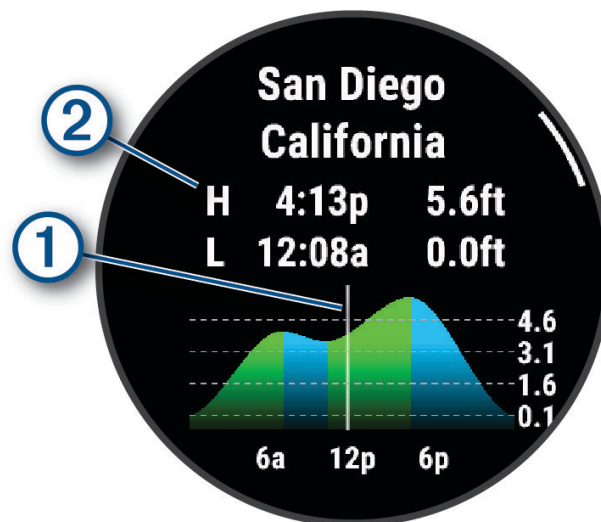 San Diego
California
2
H 4:13p 5.6ft
L 12:08a 0.0ft
1
4.6
3.1
1.6
0.1
6a 12p 6p